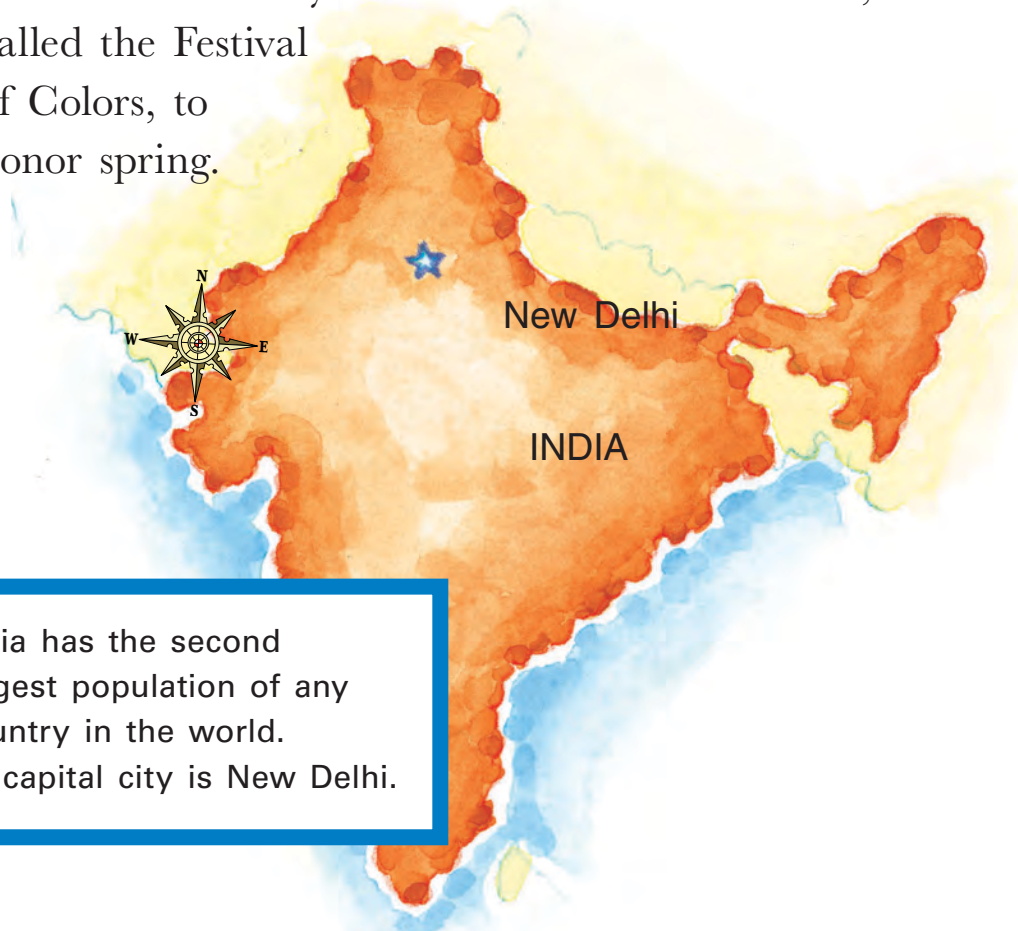 alled the Festival
f Colors, to
onor spring.
N
W
E
S
New Delhi
INDIA
ia has the second
gest population of any
untry in the world.
capital city is New Delhi.